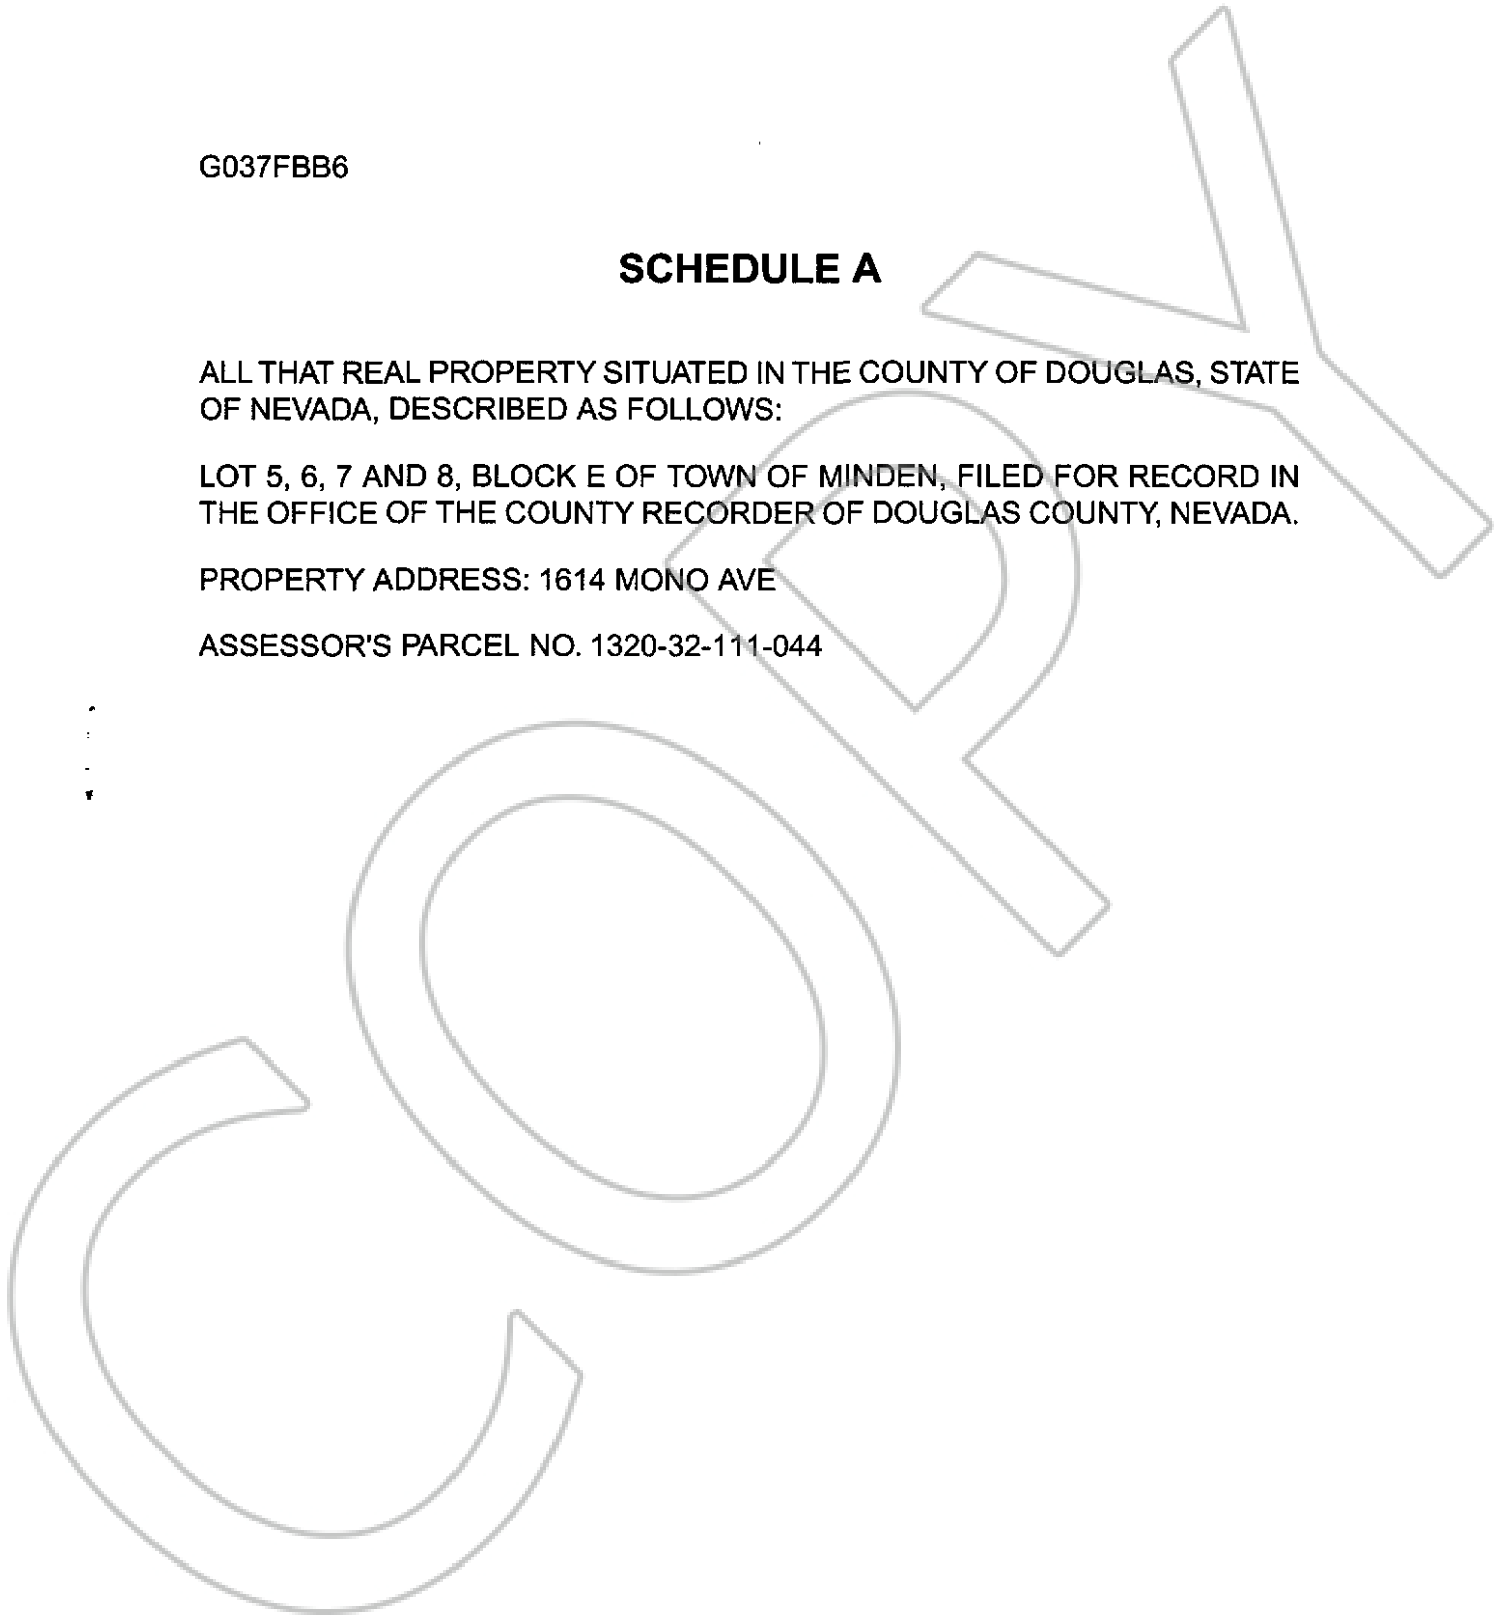 G037FBB6
SCHEDULE A
ALL THAT REAL PROPERTY SITUATED IN THE COUNTY OF DOUGLAS, STATE
OF NEVADA, DESCRIBED AS FOLLOWS:
LOT 5, 6, 7 AND 8, BLOCK E OF TOWN OF MINDEN, FILED FOR RECORD IN
THE OFFICE OF THE COUNTY RECORDER OF DOUGLAS COUNTY, NEVADA.
PROPERTY ADDRESS: 1614 MONO AVE
ASSESSOR'S PARCEL NO. 1320-32-111-044
COPY